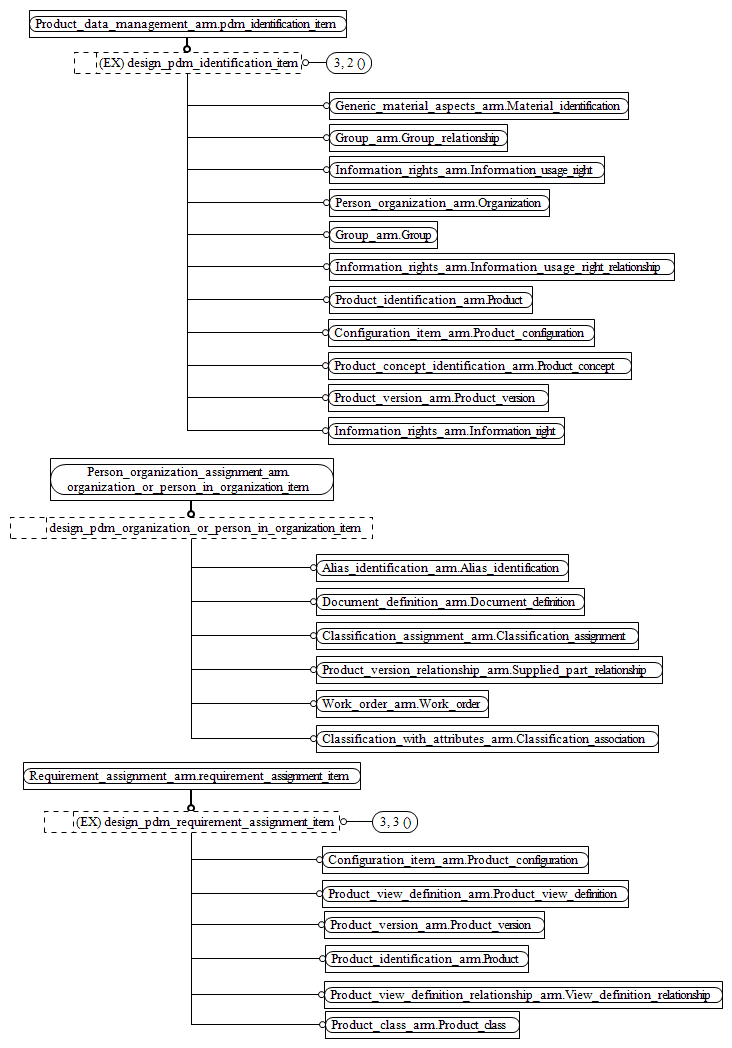 Product_data_management_arm.pdm_identification_item
(EX) design_pdm_identification_item
3, 2 ()
Generic_material_aspects_arm.Material_identification
Group_arm.Group_relationship
Information_rights_arm.Information_usage_right
Person_organization_arm.Organization
Group_arm.Group
Information_rights_arm.Information_usage_right_relationship
Product_identification_arm.Product
Configuration_item_arm.Product_configuration
Product_concept_identification_arm.Product_concept
Product_version_arm.Product_version
Information_rights_arm.Information_right
Person_organization_assignment_arm.
organization_or_person_in_organization_item
design_pdm_organization_or_person_in_organization_item
Alias_identification_arm.Alias_identification
Document_definition_arm.Document_definition
Classification_assignment_arm.Classification_assignment
Product_version_relationship_arm.Supplied_part_relationship
Work_order_arm.Work_order
Classification_with_attributes_arm.Classification_association
Requirement_assignment_arm.requirement_assignment_item
(EX) design_pdm_requirement_assignment_item
3, 3 ()
Configuration_item_arm.Product_configuration
Product_view_definition_arm.Product_view_definition
Product_version_arm.Product_version
Product_identification_arm.Product
Product_view_definition_relationship_arm.View_definition_relationship
Product_class_arm.Product_class